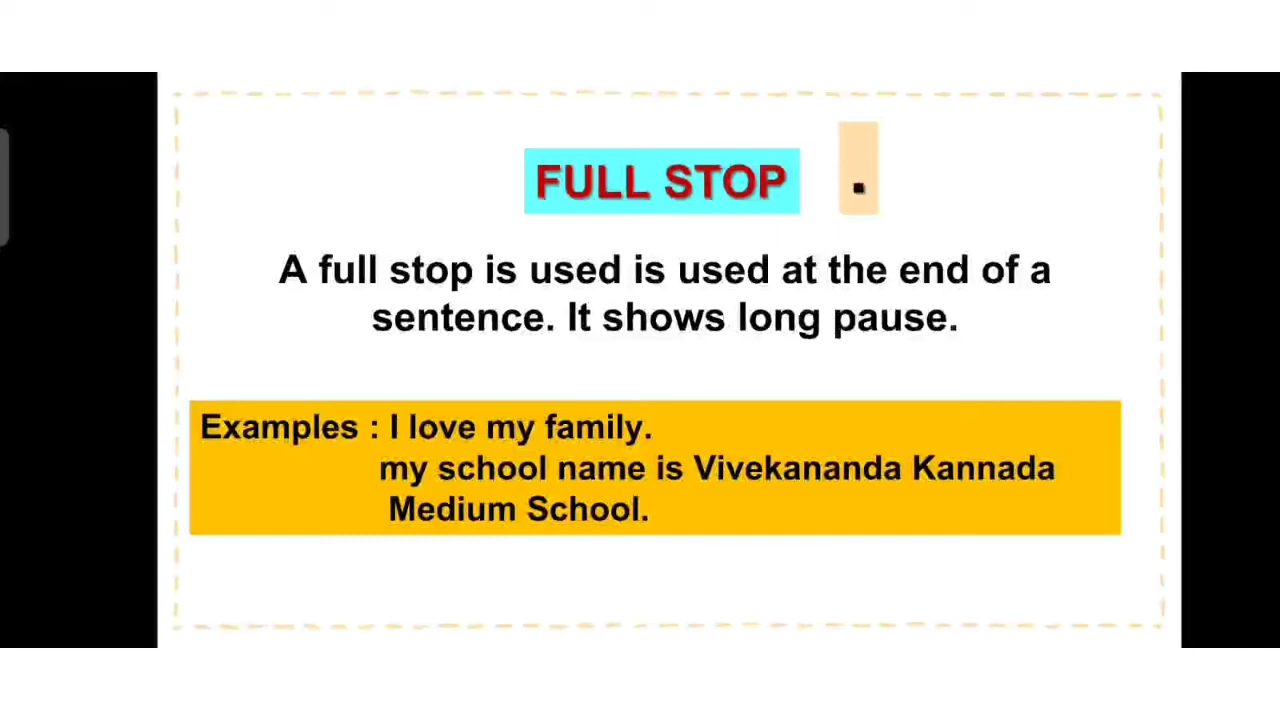 FULL STOP .
A full stop is used is used at the end of a
sentence. It shows long pause.
Examples : I love my family.
my school name is Vivekananda Kannada
Medium School.